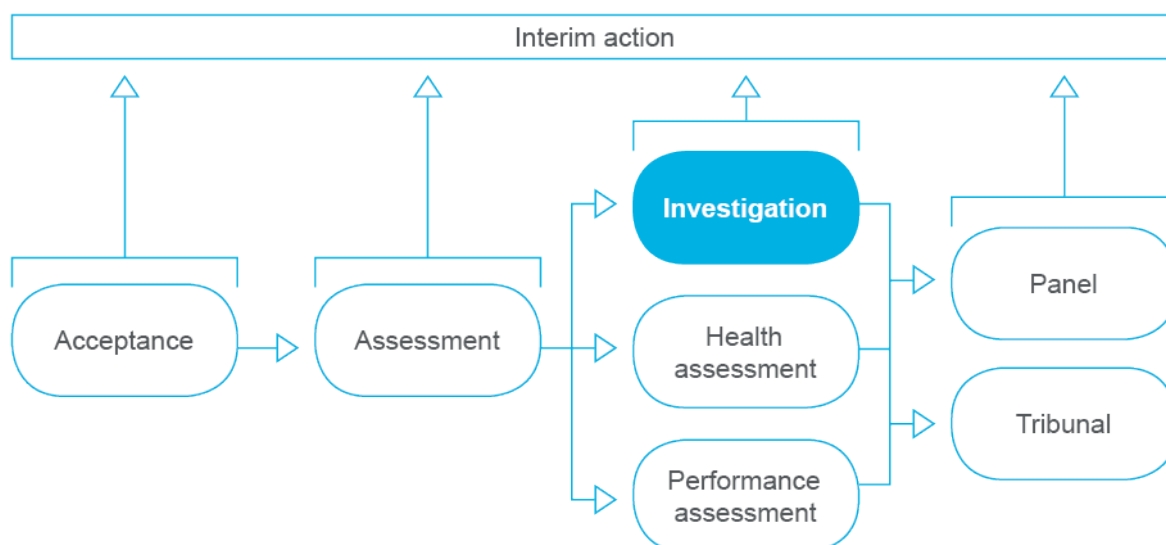 Interim action
Acceptance
Assessment
Investigation
Health
assessment
Performance
assessment
Panel
Tribunal